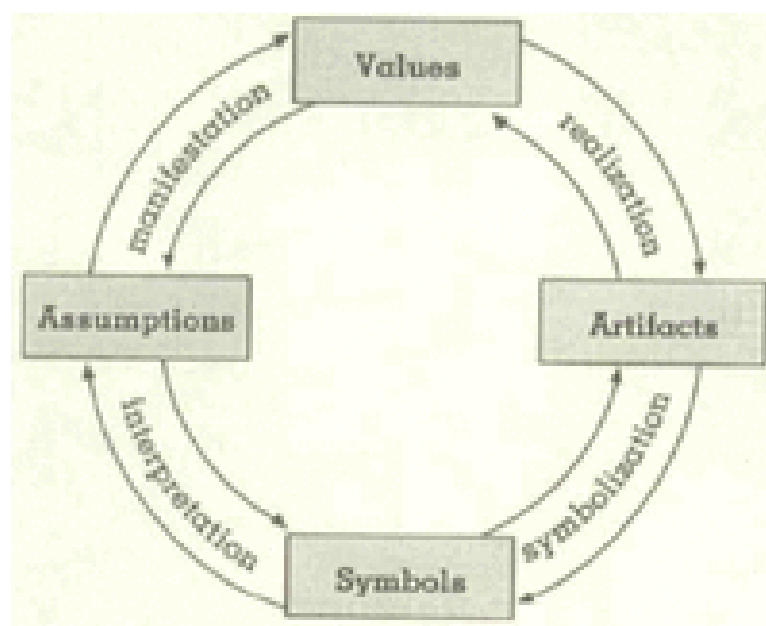 Values
manifestation
realization
Assumptions
Artifacts
interpretation
symbolization
Symbols